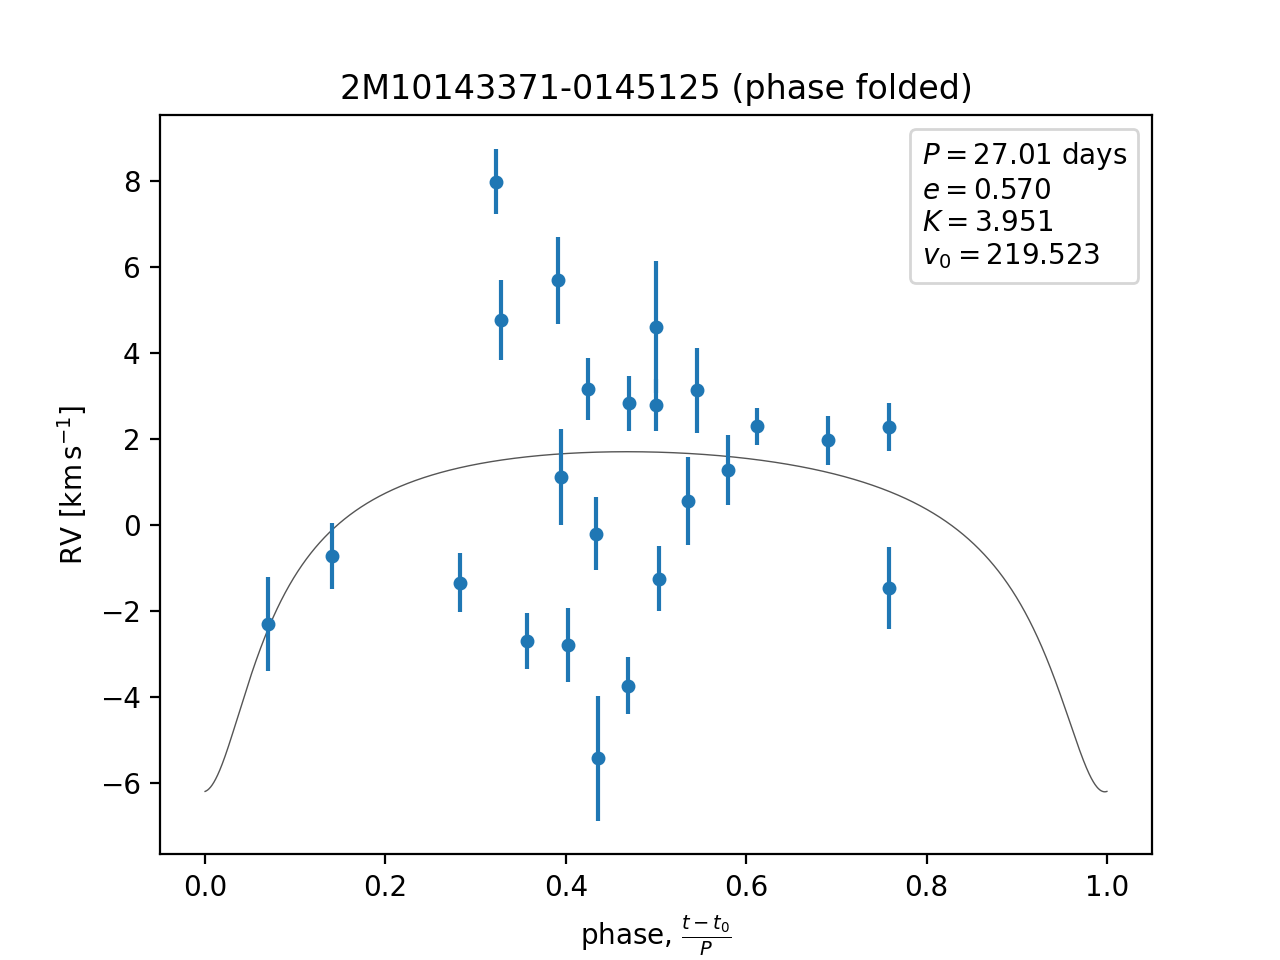 2M10143371-0145125 (phase folded)
P = 27.01 days
e = 0.570
K = 3.951
v₀ = 219.523
RV [km s⁻¹]
8
6
4
2
0
−2
−4
−6
0.0 0.2 0.4 0.6 0.8 1.0
phase, (t − t₀)/P